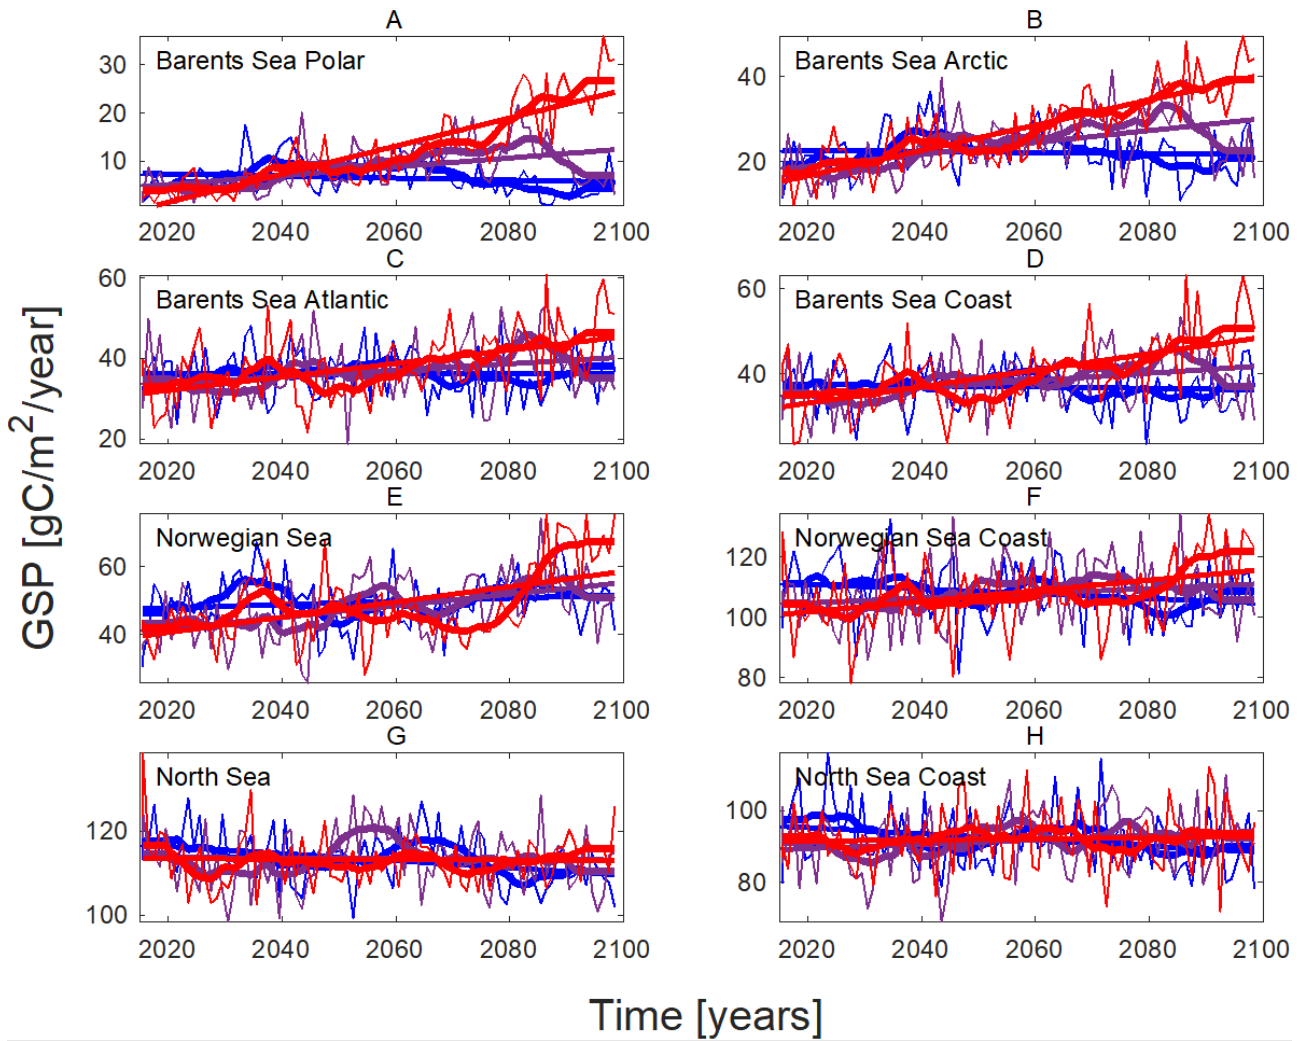 A
Barents Sea Polar
30
20
10
2020 2040 2060 2080 2100
B
Barents Sea Arctic
40
20
2020 2040 2060 2080 2100
C
Barents Sea Atlantic
60
40
20
2020 2040 2060 2080 2100
D
Barents Sea Coast
60
40
2020 2040 2060 2080 2100
E
Norwegian Sea
60
40
2020 2040 2060 2080 2100
F
Norwegian Sea Coast
120
100
80
2020 2040 2060 2080 2100
G
North Sea
120
100
2020 2040 2060 2080 2100
H
North Sea Coast
100
80
2020 2040 2060 2080 2100
GSP [gC/m²/year]
Time [years]